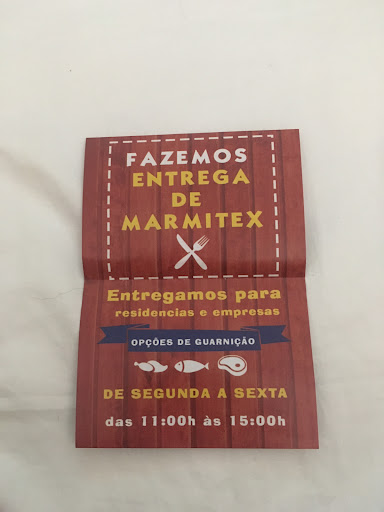 FAZEMOS
ENTREGA
DE
MARMITEX
Entregamos para
residencias e empresas
OPÇÕES DE GUARNIÇÃO
DE SEGUNDA A SEXTA
das 11:00h às 15:00h